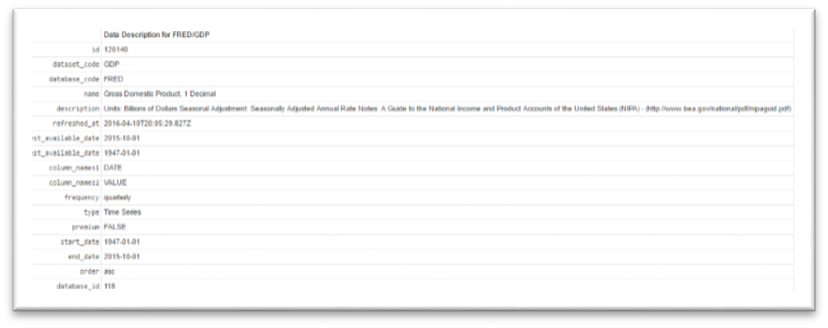 Data Description for FRED/GDP
id 120140
dataset_code GDP
database_code FRED
name Gross Domestic Product, 1 Decimal
description Units: Billions of Dollars Seasonal Adjustment: Seasonally Adjusted Annual Rate Notes: A Guide to the National Income and Product Accounts of the United States (NIPA) - (http://www.bea.gov/national/pdf/nipaguid.pdf)
refreshed_at 2016-04-10T20:05:29.827Z
st_available_date 2015-10-01
st_available_date 1947-01-01
column_names1 DATE
column_names2 VALUE
frequency quarterly
type Time Series
premium FALSE
start_date 1947-01-01
end_date 2015-10-01
order asc
database_id 118